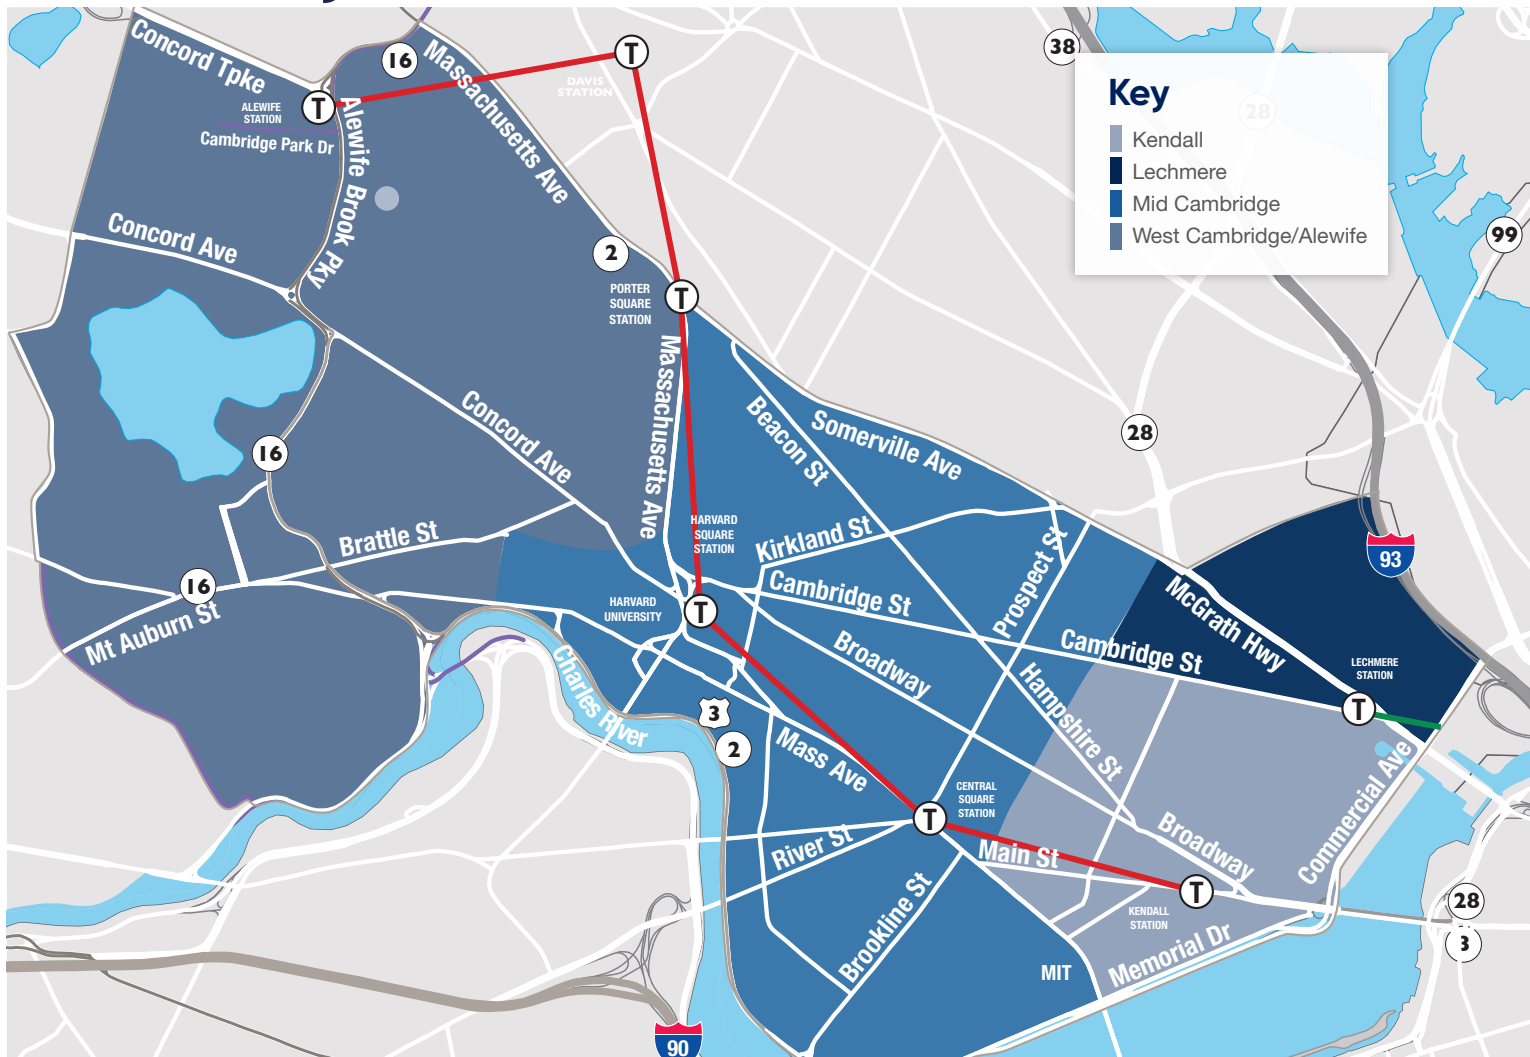 Concord Tpke
16
Massachusetts Ave
T
DAVIS
STATION
38
Key
Kendall
Lechmere
Mid Cambridge
West Cambridge/Alewife
28
99
ALEWIFE
STATION
T
Cambridge Park Dr
Alewife Brook Pky
Concord Ave
2
PORTER
SQUARE
STATION
T
Massachusetts Ave
Beacon St
Somerville Ave
28
Concord Ave
16
Brattle St
HARVARD
SQUARE
STATION
Kirkland St
Prospect St
93
16
Mt Auburn St
HARVARD
UNIVERSITY
T
Cambridge St
McGrath Hwy
Cambridge St
LECHMERE
STATION
T
Broadway
Hampshire St
Charles River
3
2
Mass Ave
CENTRAL
SQUARE
STATION
T
Commercial Ave
River St
Main St
Broadway
T
KENDALL
STATION
28
3
Brookline St
MIT
Memorial Dr
90